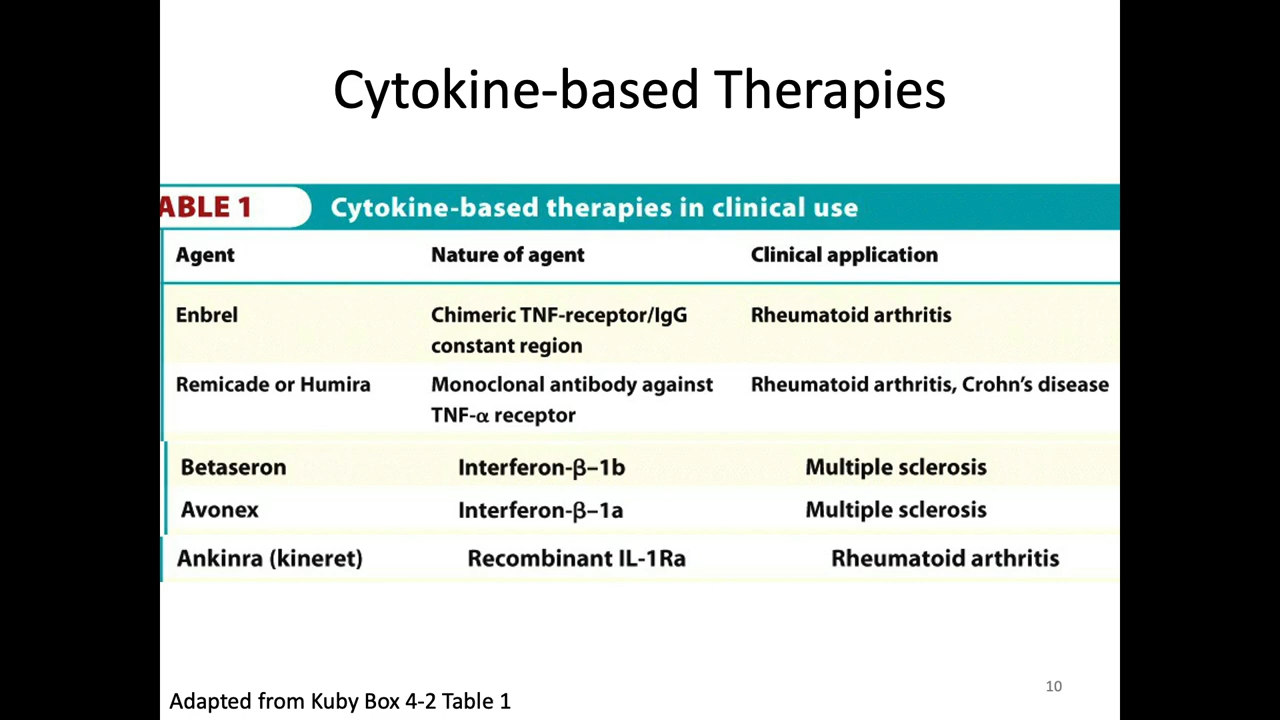 Cytokine-based Therapies
ABLE 1 Cytokine-based therapies in clinical use
Agent Nature of agent Clinical application
Enbrel Chimeric TNF-receptor/IgG Rheumatoid arthritis
constant region
Remicade or Humira Monoclonal antibody against Rheumatoid arthritis, Crohn's disease
TNF-α receptor
Betaseron Interferon-β–1b Multiple sclerosis
Avonex Interferon-β–1a Multiple sclerosis
Ankinra (kineret) Recombinant IL-1Ra Rheumatoid arthritis
10
Adapted from Kuby Box 4-2 Table 1